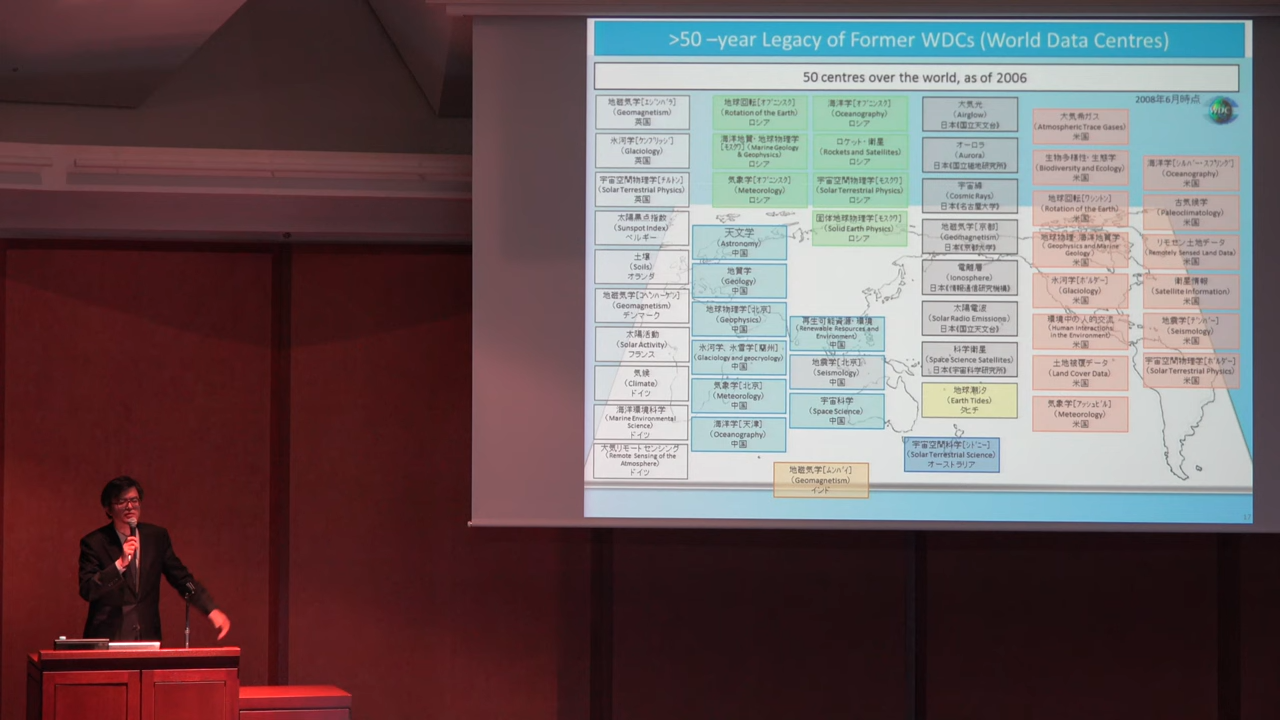 >50 –year Legacy of Former WDCs (World Data Centres)
50 centres over the world, as of 2006
2008年6月時点
WDC
地磁気学[エジンバラ]
(Geomagnetism)
英国
氷河学[ケンブリッジ]
(Glaciology)
英国
宇宙空間物理学[チルトン]
(Solar Terrestrial Physics)
英国
太陽黒点指数
(Sunspot Index)
ベルギー
土壌
(Soils)
オランダ
地磁気学[コペンハーゲン]
(Geomagnetism)
デンマーク
太陽活動
(Solar Activity)
フランス
気候
(Climate)
ドイツ
海洋環境科学
(Marine Environmental
Science)
ドイツ
大気リモートセンシング
(Remote Sensing of the
Atmosphere)
ドイツ
地球回転[オブニンスク]
(Rotation of the Earth)
ロシア
海洋地質・地球物理学
[モスクワ] (Marine Geology
& Geophysics)
ロシア
気象学[オブニンスク]
(Meteorology)
ロシア
天文学
(Astronomy)
中国
地質学
(Geology)
中国
地球物理学[北京]
(Geophysics)
中国
氷河学、氷雪学[蘭州]
(Glaciology and geocryology)
中国
気象学[北京]
(Meteorology)
中国
海洋学[天津]
(Oceanography)
中国
海洋学[オブニンスク]
(Oceanography)
ロシア
ロケット・衛星
(Rockets and Satellites)
ロシア
宇宙空間物理学[モスクワ]
(Solar Terrestrial Physics)
ロシア
固体地球物理学[モスクワ]
(Solid Earth Physics)
ロシア
再生可能資源・環境
(Renewable Resources and
Environment)
中国
地震学[北京]
(Seismology)
中国
宇宙科学
(Space Science)
中国
地磁気学[ムンバイ]
(Geomagnetism)
インド
大気光
(Airglow)
日本《国立天文台》
オーロラ
(Aurora)
日本《国立極地研究所》
宇宙線
(Cosmic Rays)
日本《名古屋大学》
地磁気学[京都]
(Geomagnetism)
日本《京都大学》
電離層
(Ionosphere)
日本《情報通信研究機構》
太陽電波
(Solar Radio Emissions)
日本《国立天文台》
科学衛星
(Space Science Satellites)
日本《宇宙科学研究所》
地球潮汐
(Earth Tides)
タヒチ
宇宙空間科学[シドニー]
(Solar Terrestrial Science)
オーストラリア
大気微量ガス
(Atmospheric Trace Gases)
米国
生物多様性・生態学
(Biodiversity and Ecology)
米国
地球回転[ワシントン]
(Rotation of the Earth)
米国
地球物理・海洋地質学
(Geophysics and Marine
Geology)
米国
氷河学[ボルダー]
(Glaciology)
米国
環境中の人的交流
(Human Interactions
in the Environment)
米国
土地被覆データ
(Land Cover Data)
米国
気象学[アッシュビル]
(Meteorology)
米国
海洋学[シルバー・スプリング]
(Oceanography)
米国
古気候学
(Paleoclimatology)
米国
リモセン土地データ
(Remotely Sensed Land Data)
米国
衛星情報
(Satellite Information)
米国
地震学[デンバー]
(Seismology)
米国
宇宙空間物理学[ボルダー]
(Solar Terrestrial Physics)
米国